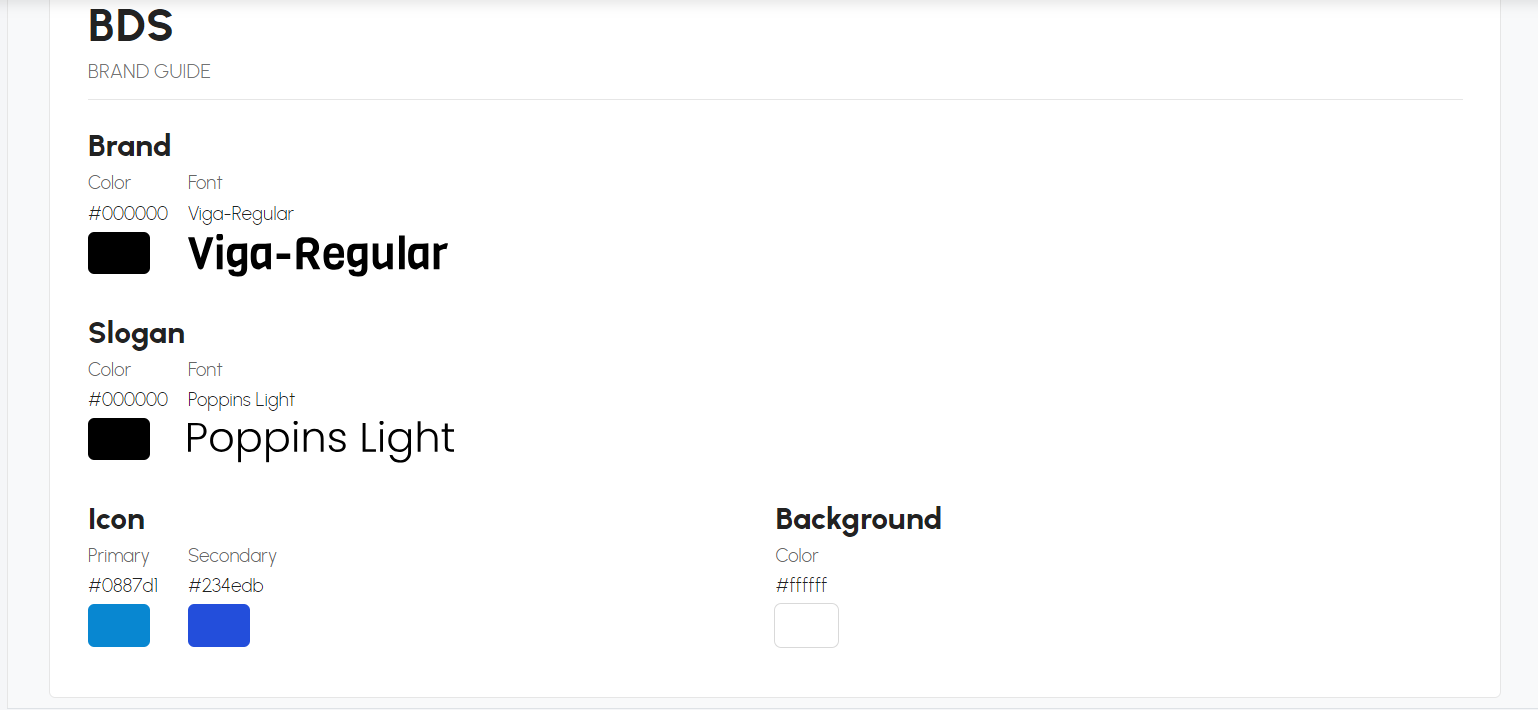 BDS
BRAND GUIDE
Brand
Color Font
#000000 Viga-Regular
Viga-Regular
Slogan
Color Font
#000000 Poppins Light
Poppins Light
Icon
Primary Secondary
#0887d1 #234edb
Background
Color
#ffffff